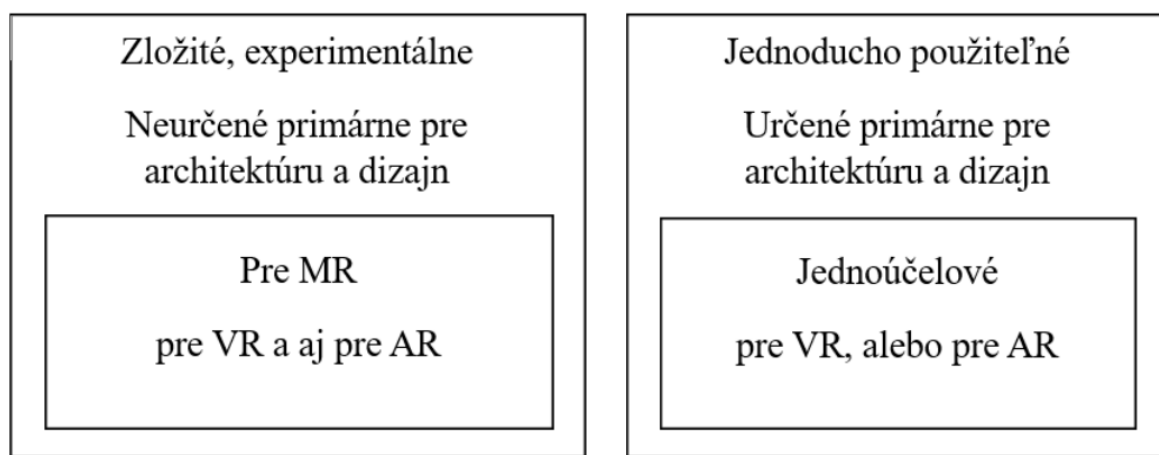 Zložité, experimentálne
Neurčené primárne pre
architektúru a dizajn
Pre MR
pre VR a aj pre AR
Jednoducho použiteľné
Určené primárne pre
architektúru a dizajn
Jednoúčelové
pre VR, alebo pre AR